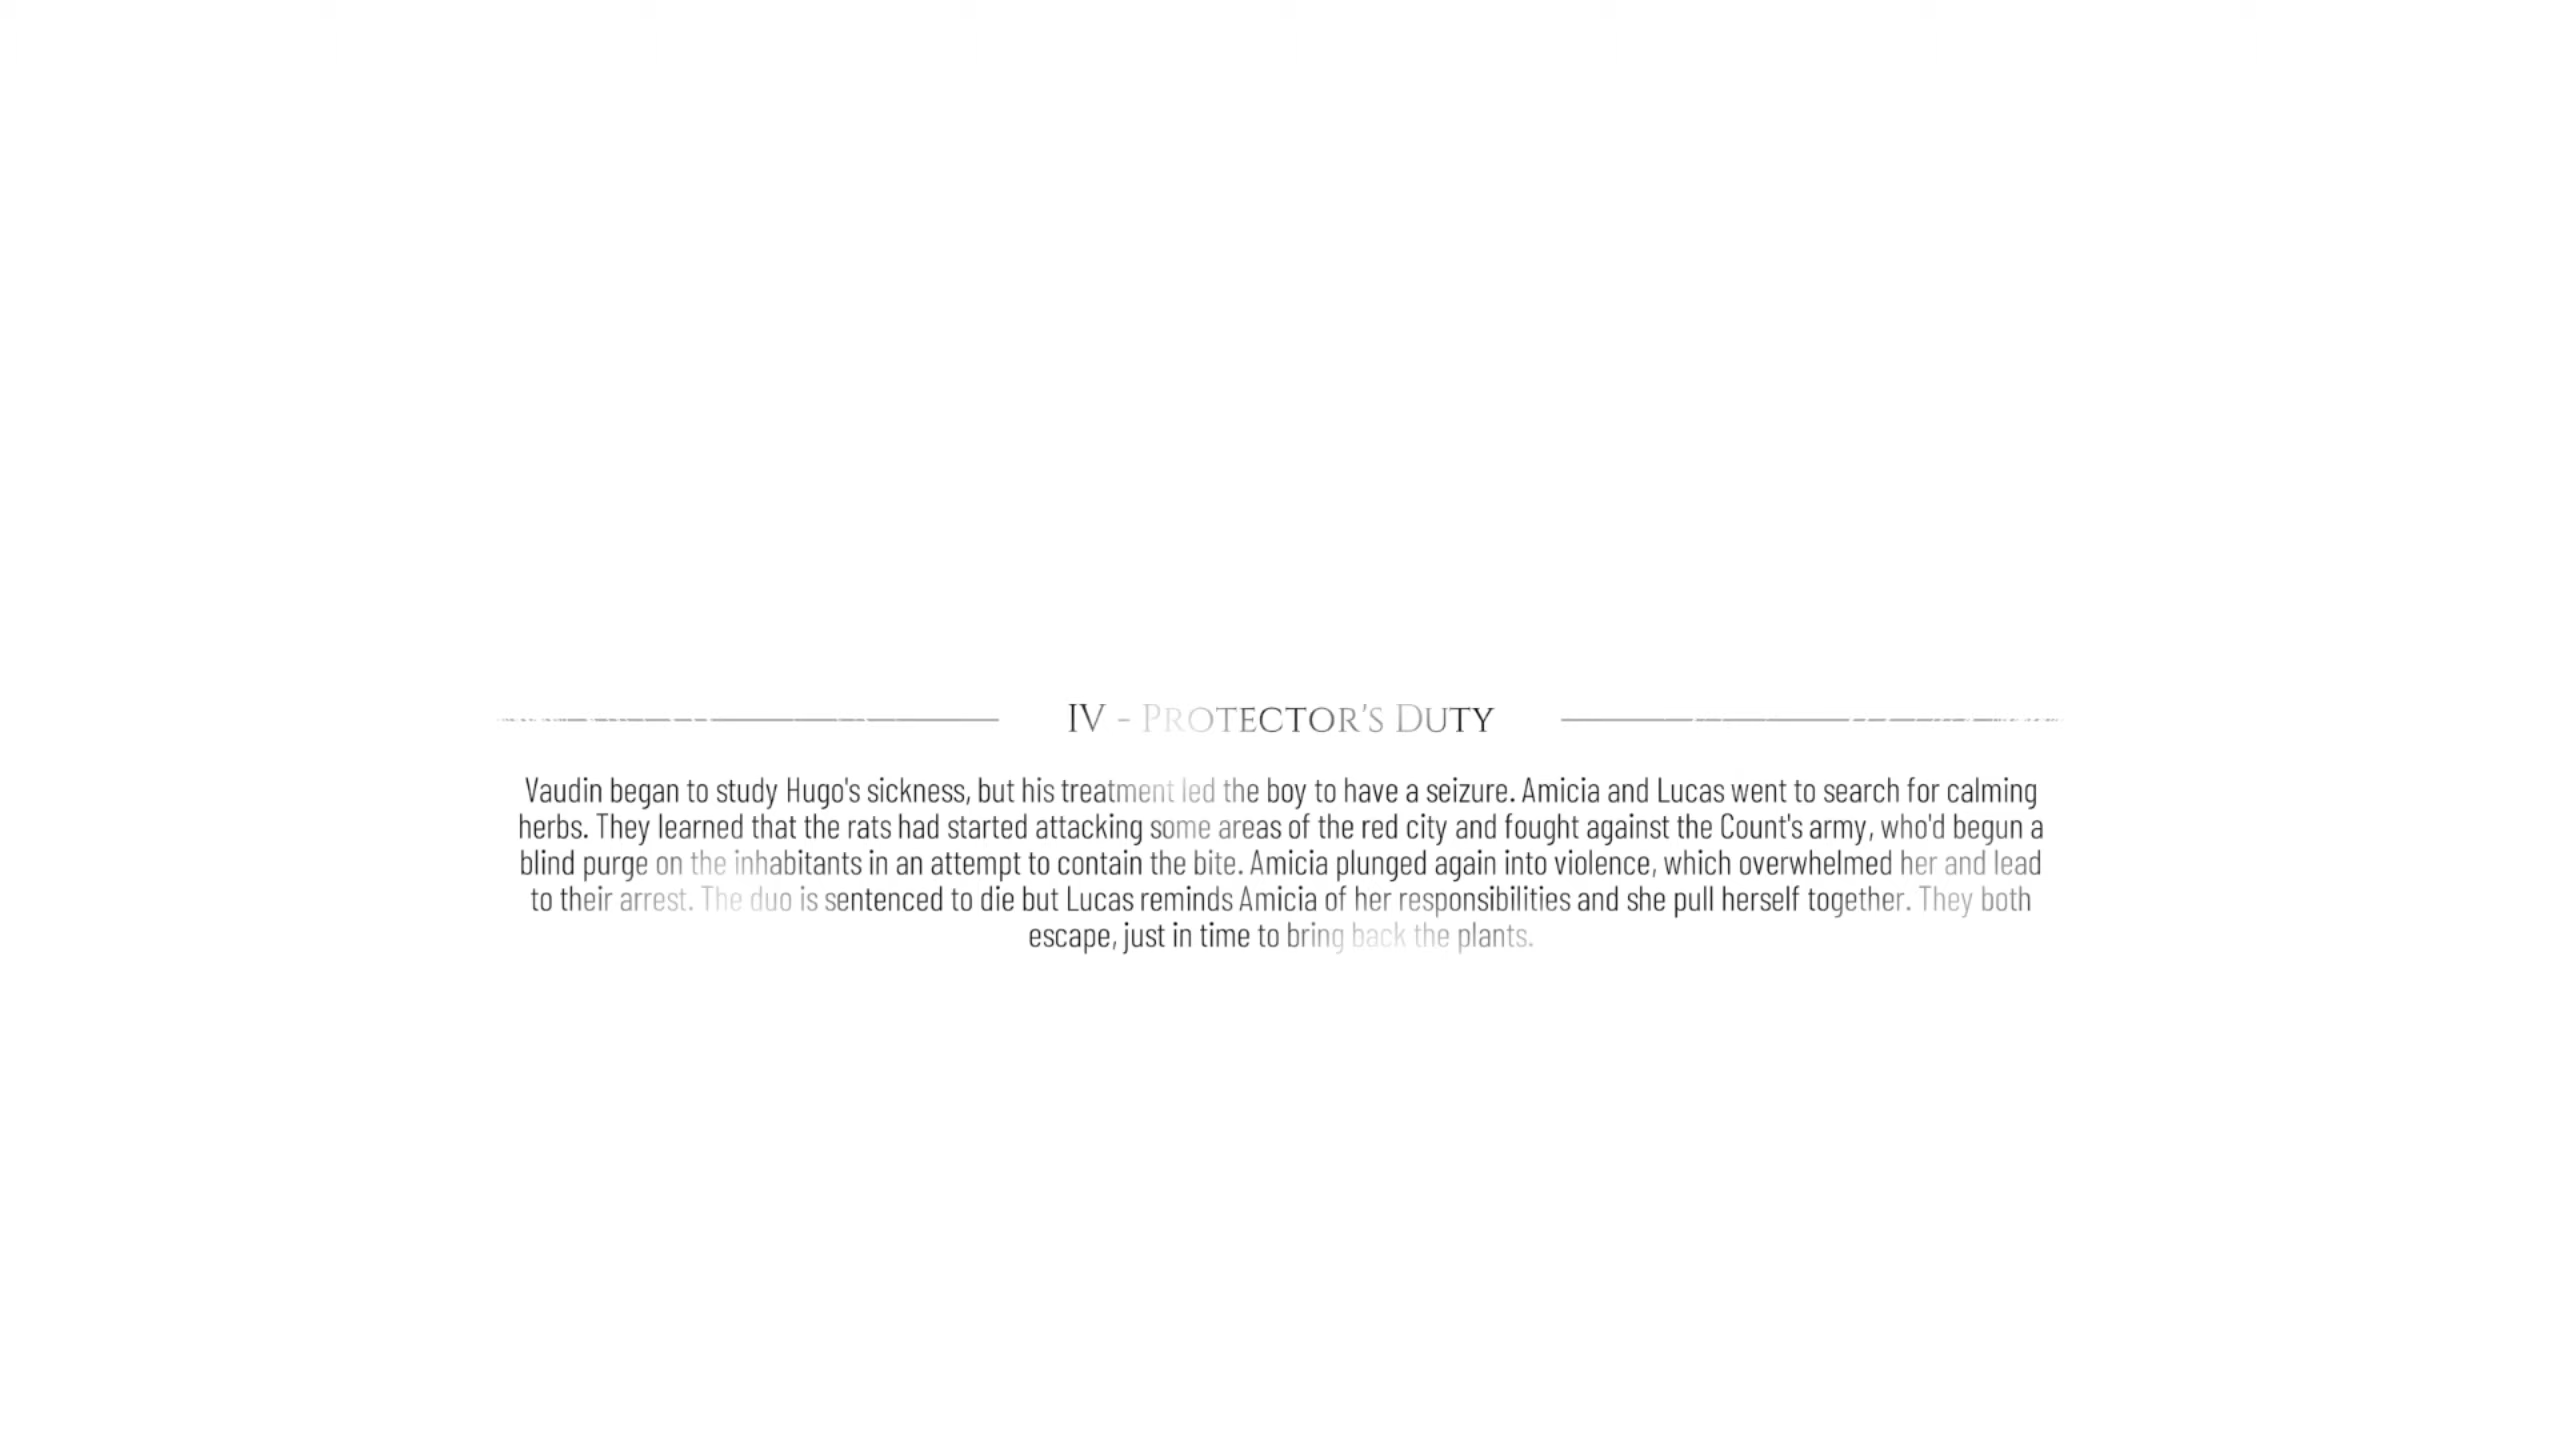 IV - Protector's Duty
Vaudin began to study Hugo's sickness, but his treatment led the boy to have a seizure. Amicia and Lucas went to search for calming
herbs. They learned that the rats had started attacking some areas of the red city and fought against the Count's army, who'd begun a
blind purge on the inhabitants in an attempt to contain the bite. Amicia plunged again into violence, which overwhelmed her and lead
to their arrest. The duo is sentenced to die but Lucas reminds Amicia of her responsibilities and she pull herself together. They both
escape, just in time to bring back the plants.